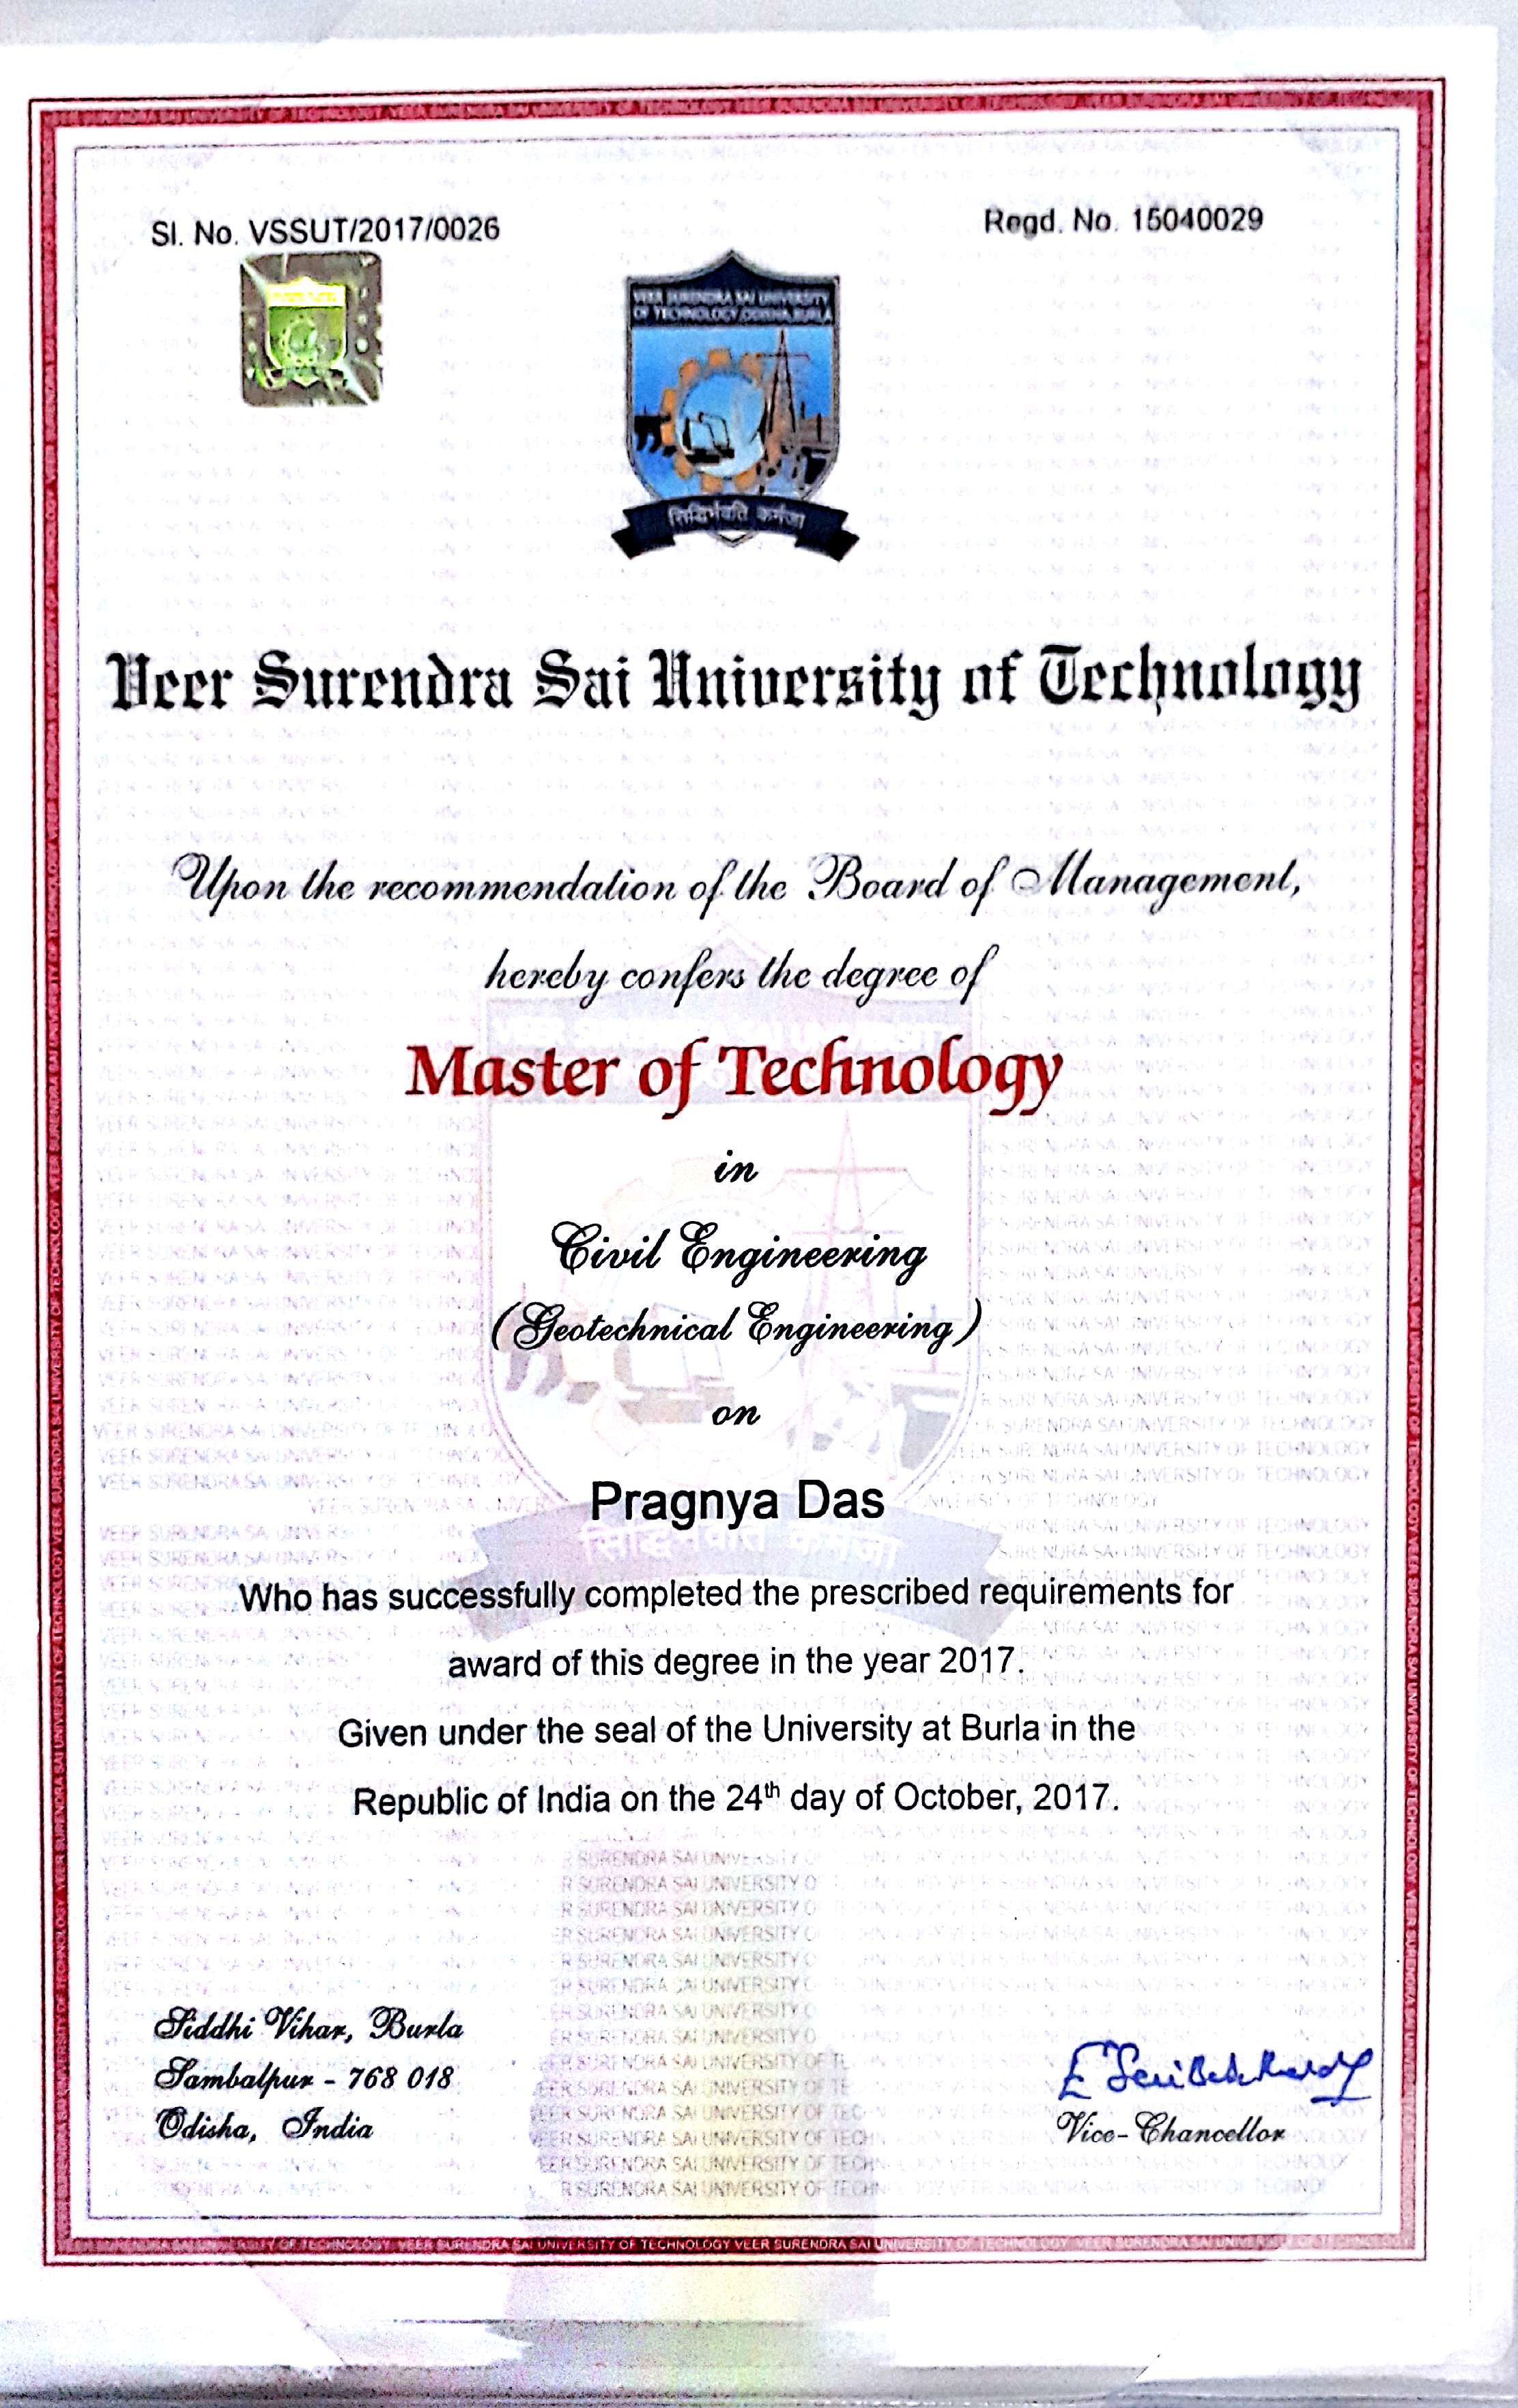 Sl. No. VSSUT/2017/0026
Regd. No. 15040029
VEER SURENDRA SAI UNIVERSITY
OF TECHNOLOGY, ODISHA, BURLA
सिद्धिर्भवति कर्मजा
Veer Surendra Sai University of Technology
Upon the recommendation of the Board of Management,
hereby confers the degree of
Master of Technology
in
Civil Engineering
(Geotechnical Engineering)
on
Pragnya Das
Who has successfully completed the prescribed requirements for
award of this degree in the year 2017.
Given under the seal of the University at Burla in the
Republic of India on the 24th day of October, 2017.
Siddhi Vihar, Burla
Sambalpur - 768 018
Odisha, India
Vice-Chancellor